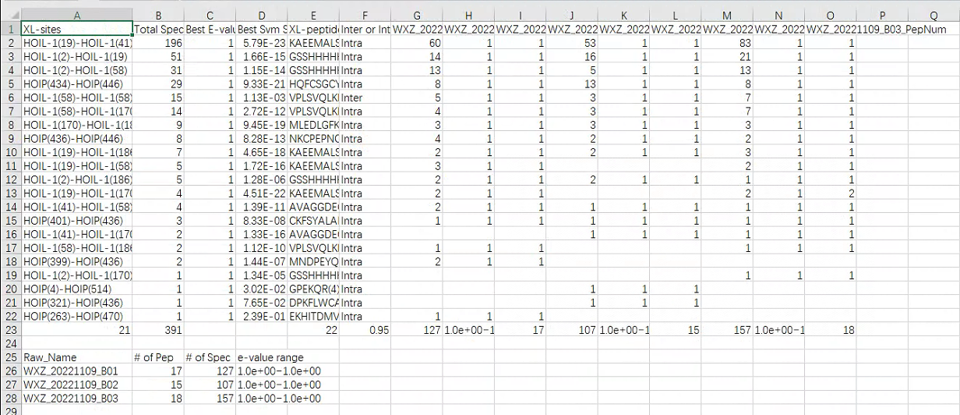 A B C D E F G H I J K L M N O P Q
1 XL-sites Total Spec Best E-valu Best Svm S XL-peptide Inter or Int WXZ_2022 WXZ_2022 WXZ_2022 WXZ_2022 WXZ_2022 WXZ_2022 WXZ_2022 WXZ_2022 WXZ_20221109_B03_PepNum
2 HOIL-1(19)-HOIL-1(41) 196 1 5.79E-23 KAEEMALS Intra 60 1 1 53 1 1 83 1 1
3 HOIL-1(2)-HOIL-1(19) 51 1 1.66E-15 GSSHHHHI Intra 14 1 1 16 1 1 21 1 1
4 HOIL-1(2)-HOIL-1(58) 31 1 1.15E-14 GSSHHHHI Intra 13 1 1 5 1 1 13 1 1
5 HOIP(434)-HOIP(446) 29 1 9.33E-21 HQFCSGC Intra 8 1 1 13 1 1 8 1 1
6 HOIL-1(58)-HOIL-1(58) 15 1 1.13E-03 VPLSVQLK Inter 5 1 1 3 1 1 7 1 1
7 HOIL-1(58)-HOIL-1(170 14 1 2.72E-12 VPLSVQLK Intra 4 1 1 3 1 1 7 1 1
8 HOIL-1(170)-HOIL-1(18 9 1 9.45E-19 MLEDLGFK Intra 3 1 1 3 1 1 3 1 1
9 HOIP(436)-HOIP(446) 8 1 8.28E-13 NKCPEPNC Intra 4 1 1 2 1 1 2 1 1
10 HOIL-1(19)-HOIL-1(186 7 1 4.65E-18 KAEEMALS Intra 2 1 1 2 1 1 3 1 1
11 HOIL-1(19)-HOIL-1(58) 5 1 1.72E-16 KAEEMALS Intra 3 1 1 2 1 1
12 HOIL-1(2)-HOIL-1(186) 5 1 1.28E-06 GSSHHHHI Intra 2 1 1 2 1 1 1 1 1
13 HOIL-1(19)-HOIL-1(170 4 1 4.51E-22 KAEEMALS Intra 2 1 1 2 1 2
14 HOIL-1(41)-HOIL-1(58) 4 1 1.39E-11 AVAGGDE Intra 2 1 1 1 1 1 1 1 1
15 HOIP(401)-HOIP(436) 3 1 8.33E-08 CKFSYALA Intra 1 1 1 1 1 1 1 1 1
16 HOIL-1(41)-HOIL-1(170 2 1 1.33E-16 AVAGGDE Intra 1 1 1 1 1 1
17 HOIL-1(58)-HOIL-1(186 2 1 1.12E-10 VPLSVQLK Intra 1 1 1 1 1 1
18 HOIP(399)-HOIP(436) 2 1 1.44E-07 MNDPEYQ Intra 2 1 1
19 HOIL-1(2)-HOIL-1(170) 1 1 1.34E-05 GSSHHHHI Intra 1 1 1
20 HOIP(4)-HOIP(514) 1 1 3.02E-02 GPEKQR(4) Intra 1 1 1
21 HOIP(321)-HOIP(436) 1 1 7.65E-02 DPKFLWCA Intra 1 1 1
22 HOIP(263)-HOIP(470) 1 1 2.39E-01 EKHITDMV Intra 1 1 1
23 21 391 22 0.95 127 1.0e+00~1 17 107 1.0e+00~1 15 157 1.0e+00~1 18
24
25 Raw_Name # of Pep # of Spec e-value range
26 WXZ_20221109_B01 17 127 1.0e+00~1.0e+00
27 WXZ_20221109_B02 15 107 1.0e+00~1.0e+00
28 WXZ_20221109_B03 18 157 1.0e+00~1.0e+00
29